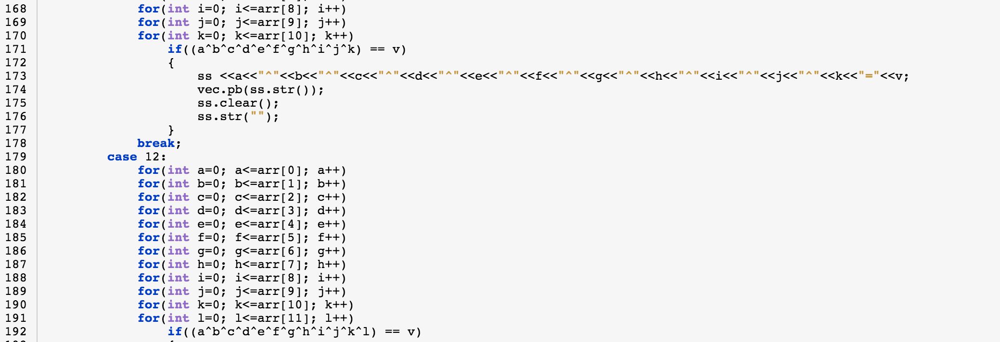 168 for(int i=0; i<=arr[8]; i++)
169 for(int j=0; j<=arr[9]; j++)
170 for(int k=0; k<=arr[10]; k++)
171 if((a^b^c^d^e^f^g^h^i^j^k) == v)
172 {
173 ss <<a<<"^"<<b<<"^"<<c<<"^"<<d<<"^"<<e<<"^"<<f<<"^"<<g<<"^"<<h<<"^"<<i<<"^"<<j<<"^"<<k<<"="<<v;
174 vec.pb(ss.str());
175 ss.clear();
176 ss.str("");
177 }
178 break;
179 case 12:
180 for(int a=0; a<=arr[0]; a++)
181 for(int b=0; b<=arr[1]; b++)
182 for(int c=0; c<=arr[2]; c++)
183 for(int d=0; d<=arr[3]; d++)
184 for(int e=0; e<=arr[4]; e++)
185 for(int f=0; f<=arr[5]; f++)
186 for(int g=0; g<=arr[6]; g++)
187 for(int h=0; h<=arr[7]; h++)
188 for(int i=0; i<=arr[8]; i++)
189 for(int j=0; j<=arr[9]; j++)
190 for(int k=0; k<=arr[10]; k++)
191 for(int l=0; l<=arr[11]; l++)
192 if((a^b^c^d^e^f^g^h^i^j^k^l) == v)